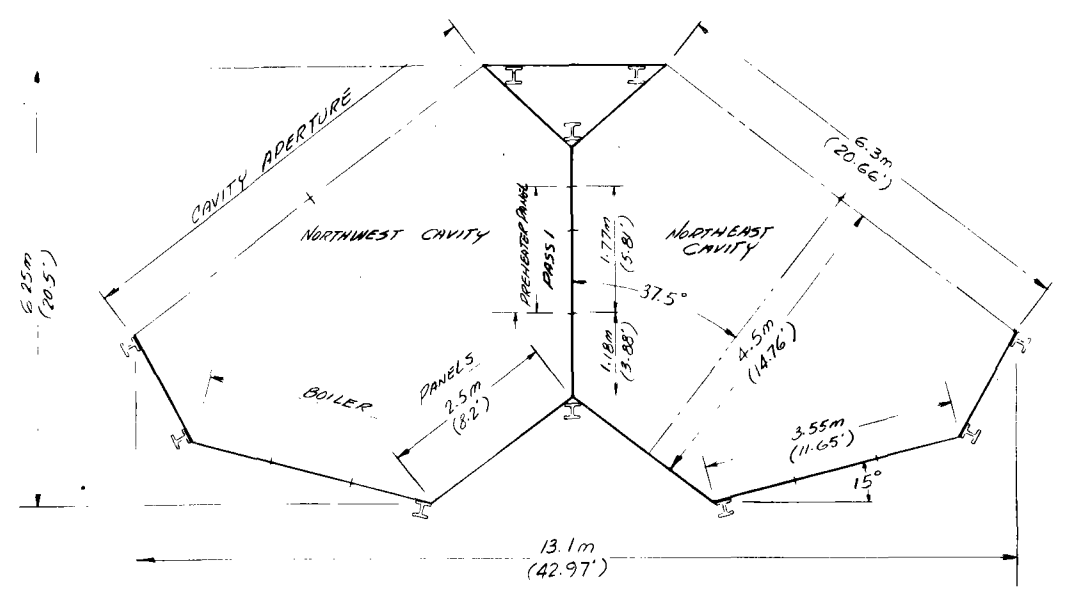 CAVITY APERTURE
6.3m
(20.66')
NORTHWEST CAVITY
PREHEATER PANEL
PASS 1
1.77m
(5.81')
NORTHEAST
CAVITY
6.25m
(20.5')
37.5°
1.18m
(3.88')
4.5m
(14.76')
BOILER PANELS
2.5m
(8.2')
3.55m
(11.65')
15°
13.1m
(42.97')